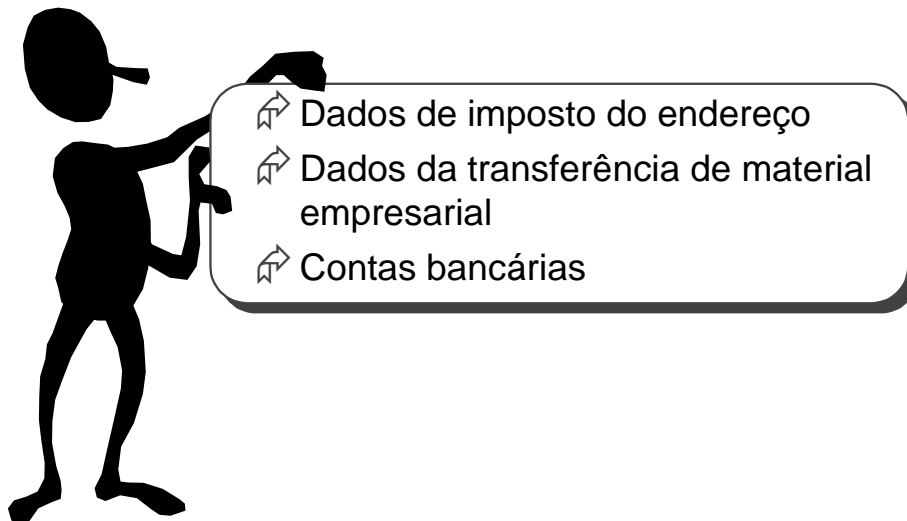 Dados de imposto do endereço
Dados da transferência de material
empresarial
Contas bancárias